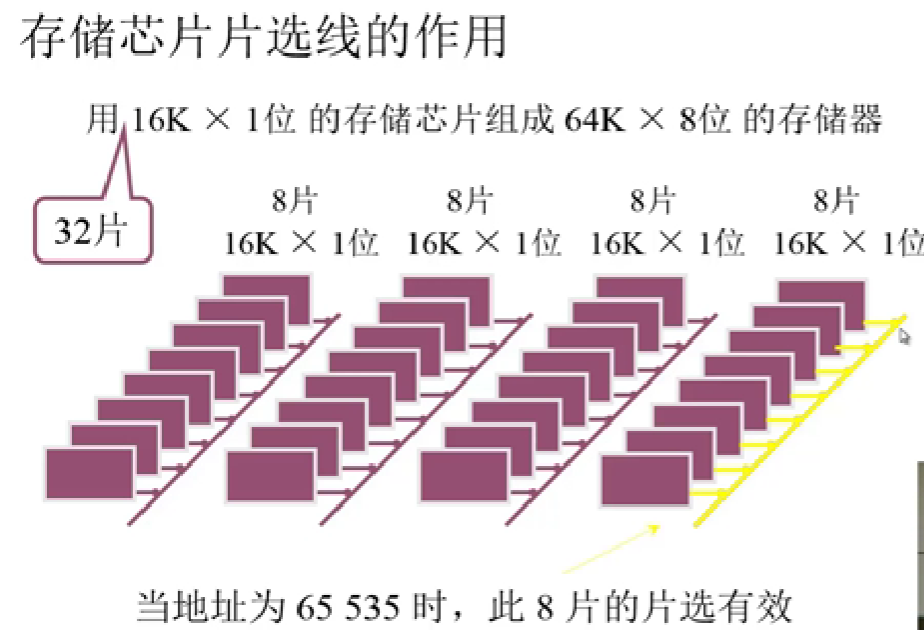 存储芯片片选线的作用
用 16K × 1位 的存储芯片组成 64K × 8位 的存储器
32片
8片 8片 8片 8片
16K × 1位 16K × 1位 16K × 1位 16K × 1位
当地址为 65 535 时，此 8 片的片选有效